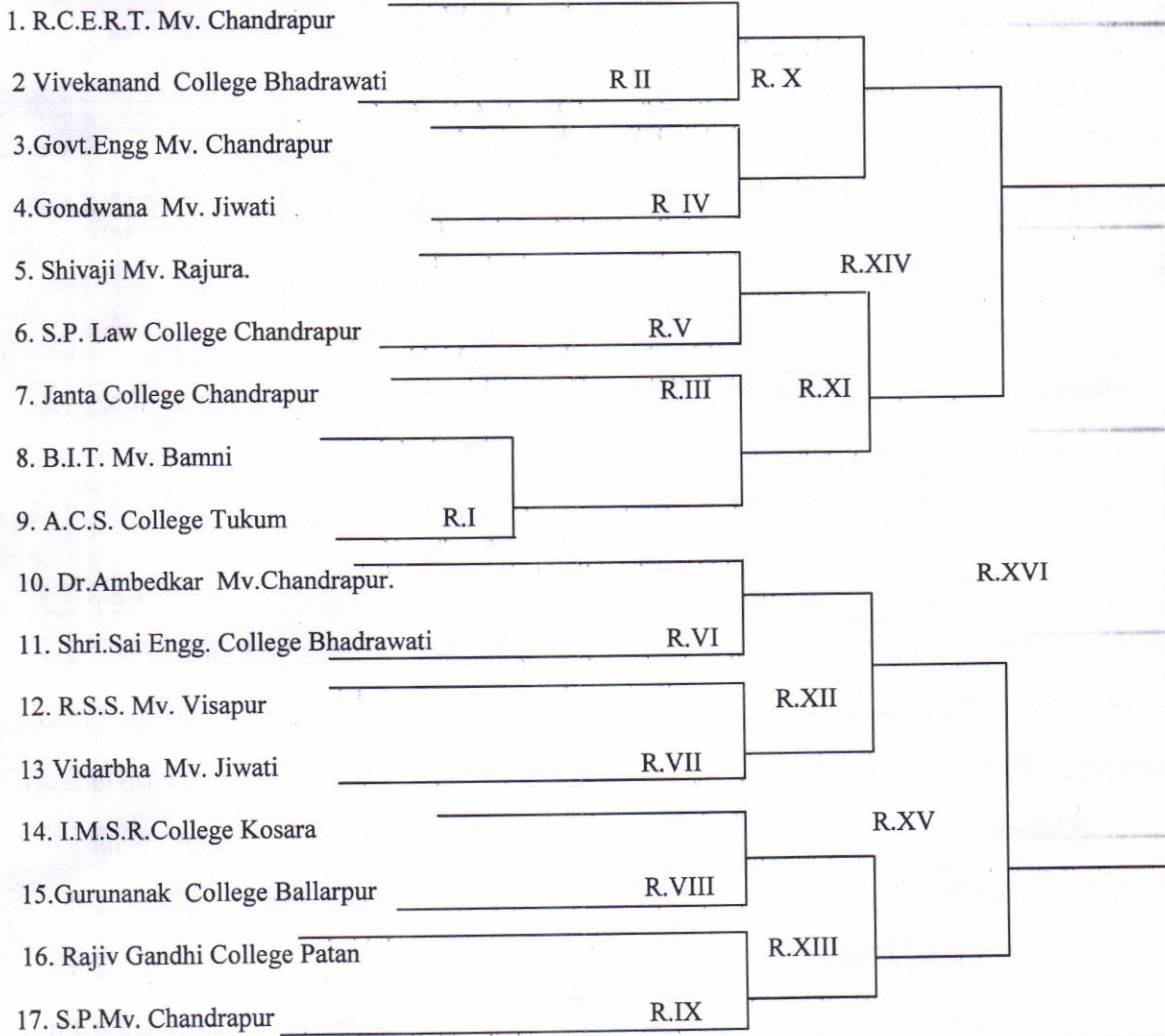 1. R.C.E.R.T. Mv. Chandrapur
2 Vivekanand College Bhadrawati R II R. X
3.Govt.Engg Mv. Chandrapur
4.Gondwana Mv. Jiwati R IV
5. Shivaji Mv. Rajura. R.XIV
6. S.P. Law College Chandrapur R.V
7. Janta College Chandrapur R.III R.XI
8. B.I.T. Mv. Bamni
9. A.C.S. College Tukum R.I
10. Dr.Ambedkar Mv.Chandrapur. R.XVI
11. Shri.Sai Engg. College Bhadrawati R.VI
12. R.S.S. Mv. Visapur R.XII
13 Vidarbha Mv. Jiwati R.VII
14. I.M.S.R.College Kosara R.XV
15.Gurunanak College Ballarpur R.VIII
16. Rajiv Gandhi College Patan R.XIII
17. S.P.Mv. Chandrapur R.IX